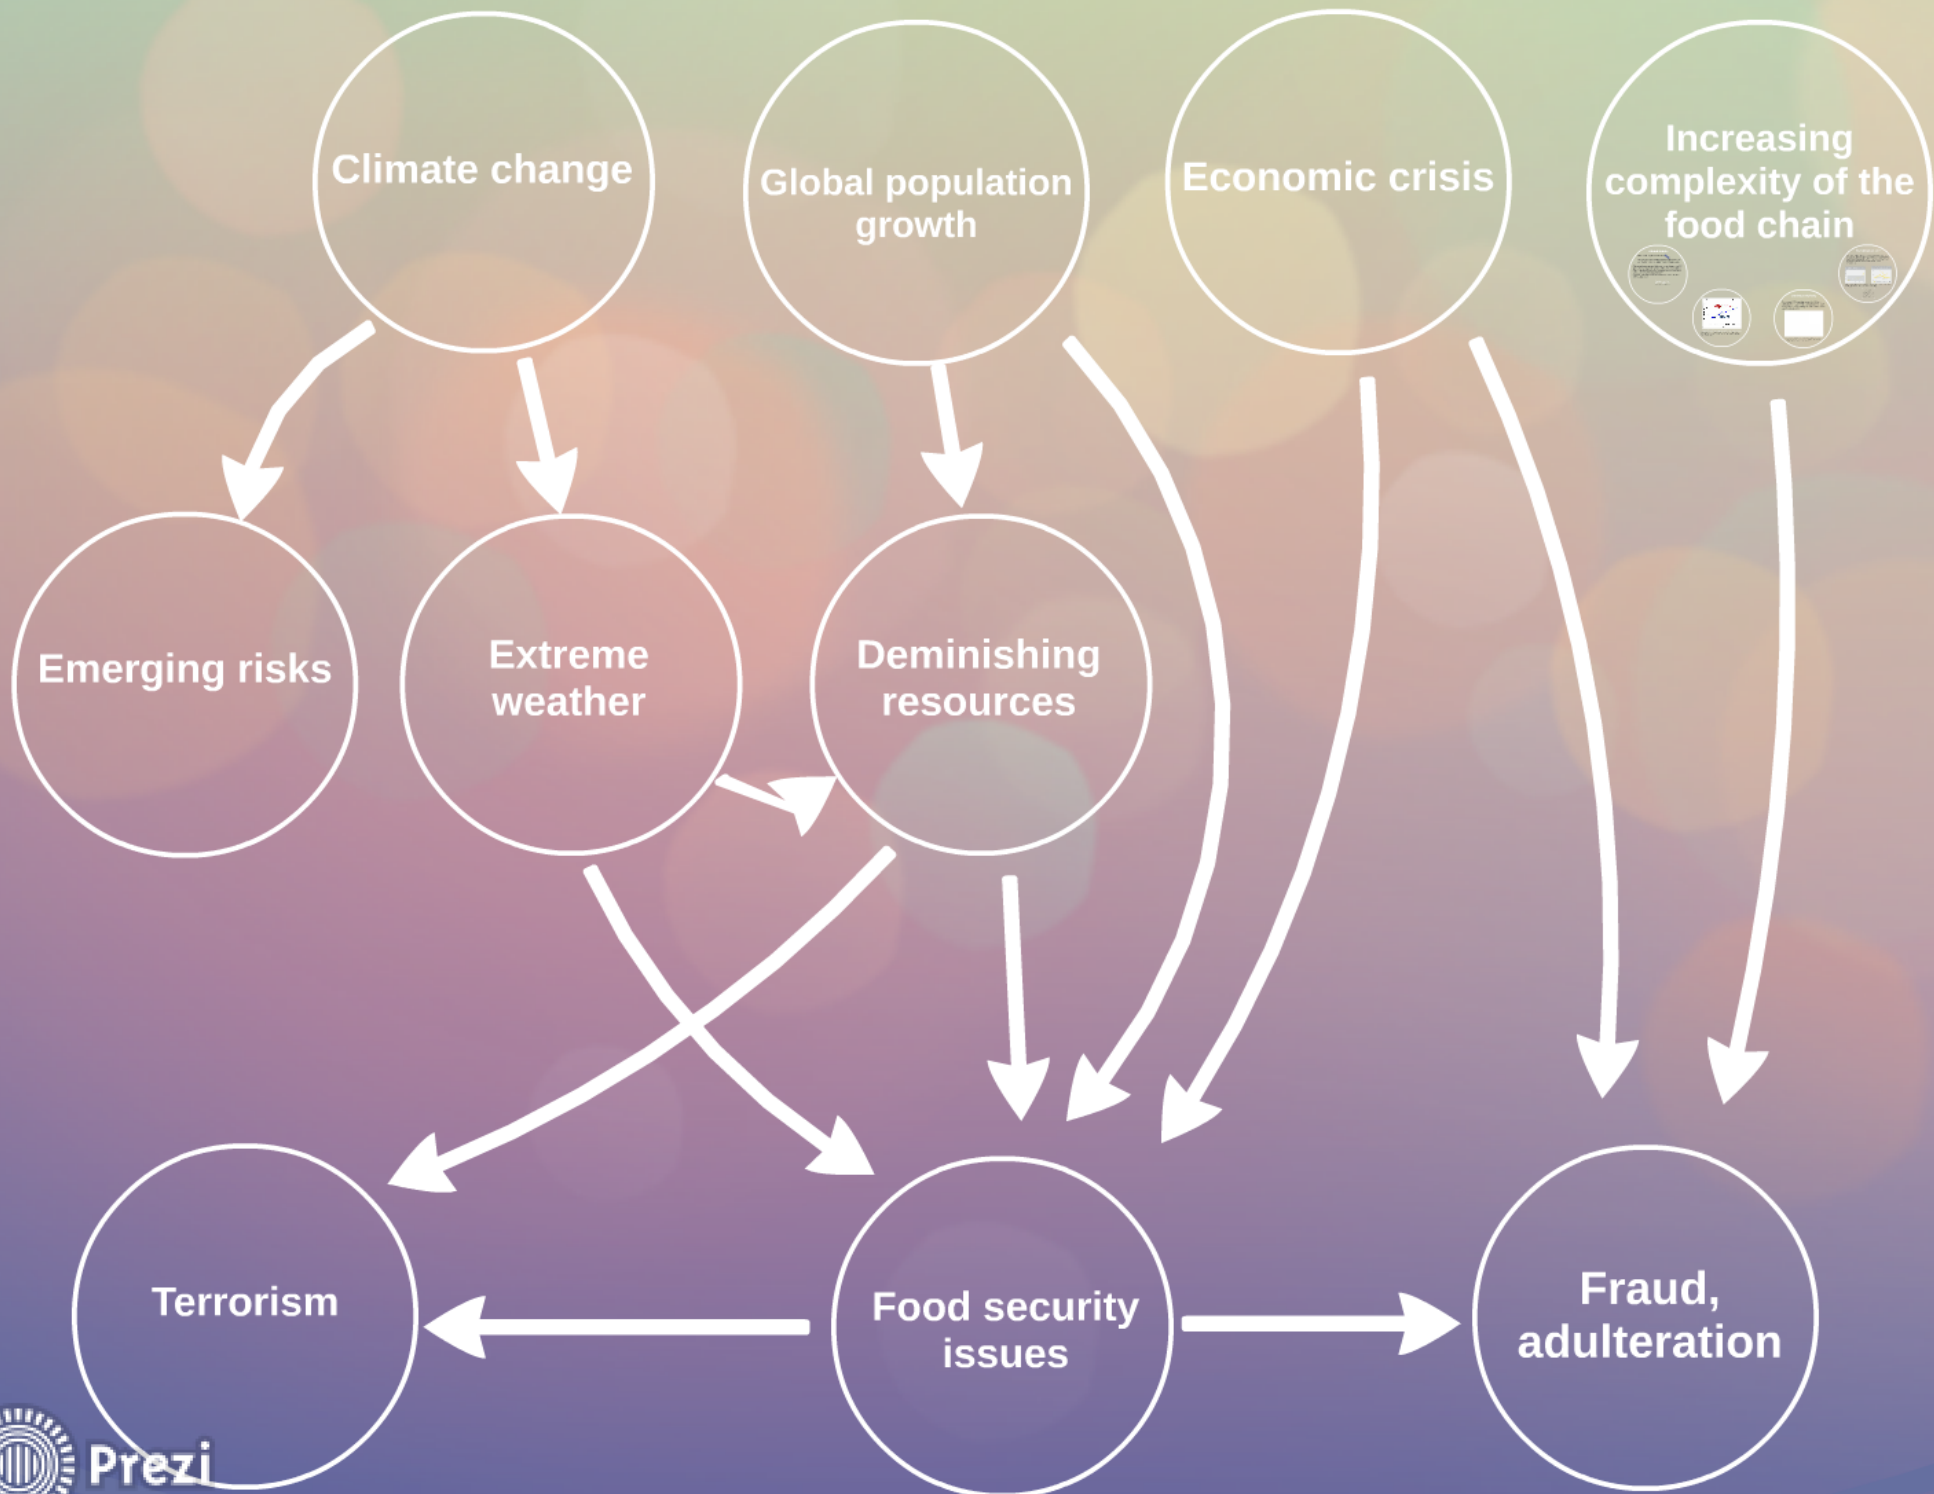 Climate change
Global population
growth
Economic crisis
Increasing
complexity of the
food chain
Emerging risks
Extreme
weather
Deminishing
resources
Terrorism
Food security
issues
Fraud,
adulteration
Prezi